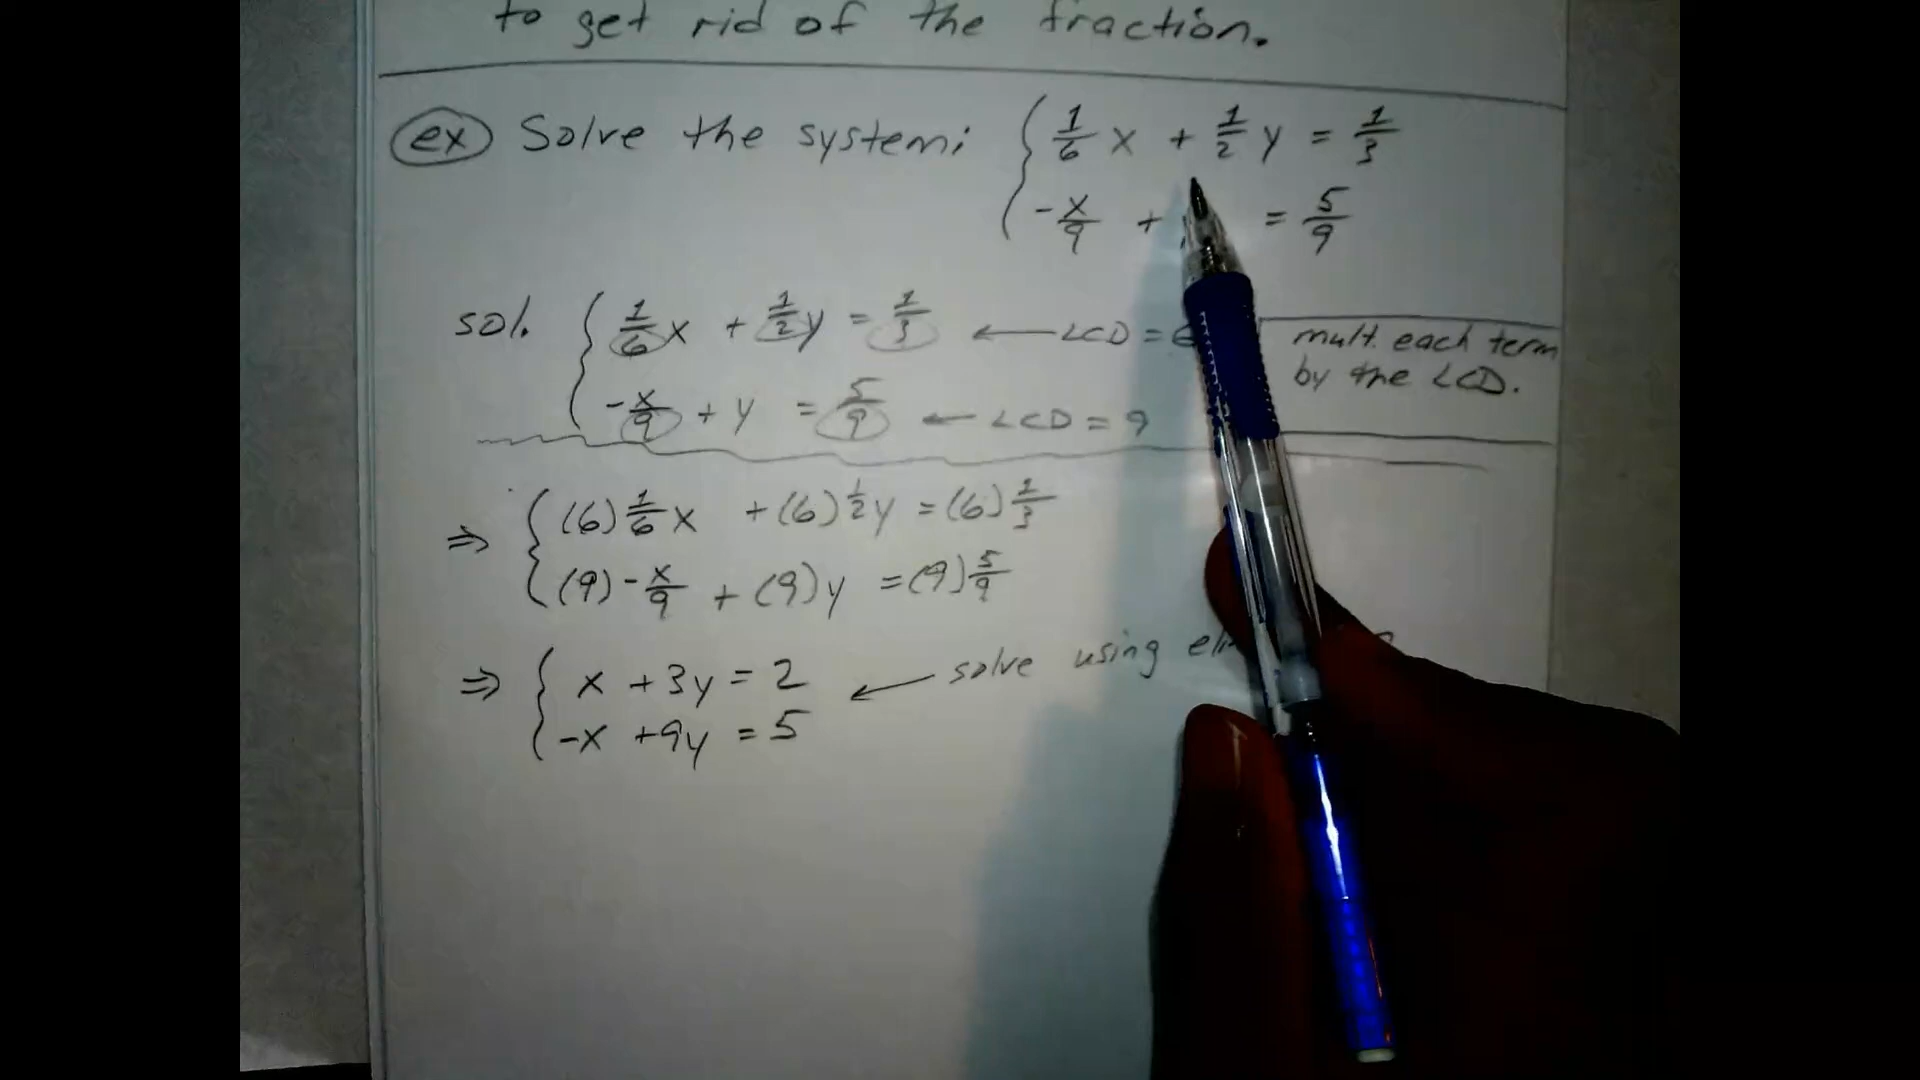 to get rid of the fraction.
ex Solve the system: { 1/6 x + 1/2 y = 1/3
-x/9 + = 5/9
sol. { 1/6 x + 1/2 y = 1/3 ← LCD = 6
-x/9 + y = 5/9 ← LCD = 9
mult. each term
by the LCD.
⇒ { (6) 1/6 x + (6) 1/2 y = (6) 1/3
(9) - x/9 + (9) y = (9) 5/9
⇒ { x + 3y = 2 ← solve using
-x + 9y = 5